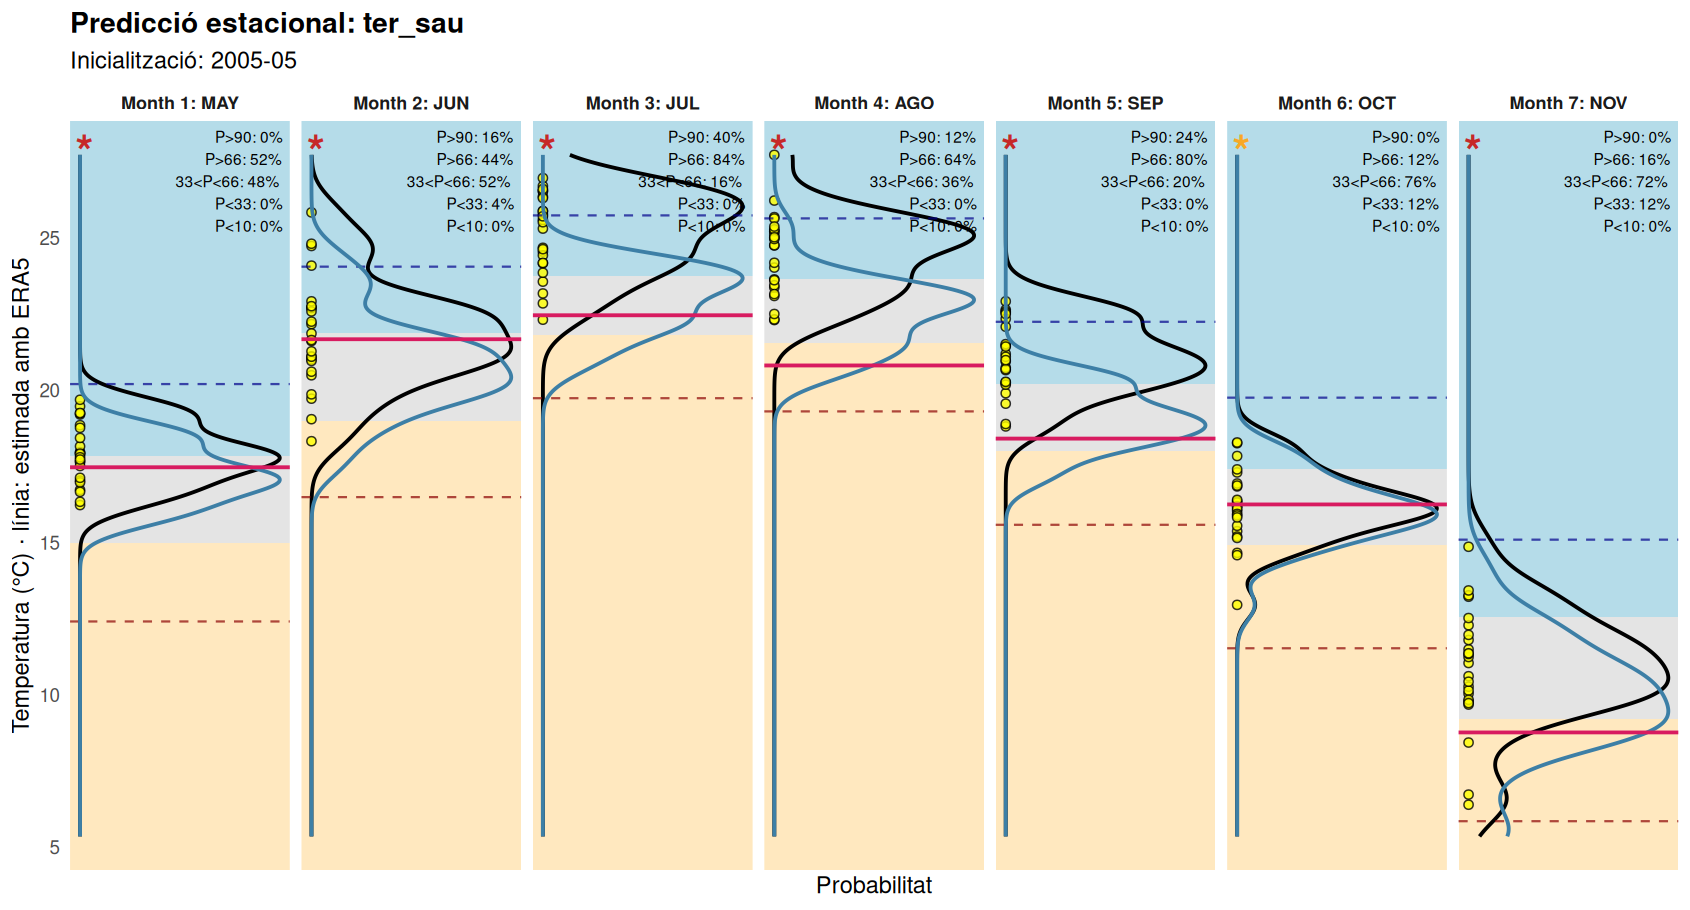 Predicció estacional: ter_sau
Inicialització: 2005-05
Month 1: MAY
P>90: 0%
P>66: 52%
33<P<66: 48%
P<33: 0%
P<10: 0%
Month 2: JUN
P>90: 16%
P>66: 44%
33<P<66: 52%
P<33: 4%
P<10: 0%
Month 3: JUL
P>90: 40%
P>66: 84%
33<P<66: 16%
P<33: 0%
P<10: 0%
Month 4: AGO
P>90: 12%
P>66: 64%
33<P<66: 36%
P<33: 0%
P<10: 0%
Month 5: SEP
P>90: 24%
P>66: 80%
33<P<66: 20%
P<33: 0%
P<10: 0%
Month 6: OCT
P>90: 0%
P>66: 12%
33<P<66: 76%
P<33: 12%
P<10: 0%
Month 7: NOV
P>90: 0%
P>66: 16%
33<P<66: 72%
P<33: 12%
P<10: 0%
Temperatura (°C) · línia: estimada amb ERA5
25
20
15
10
5
Probabilitat